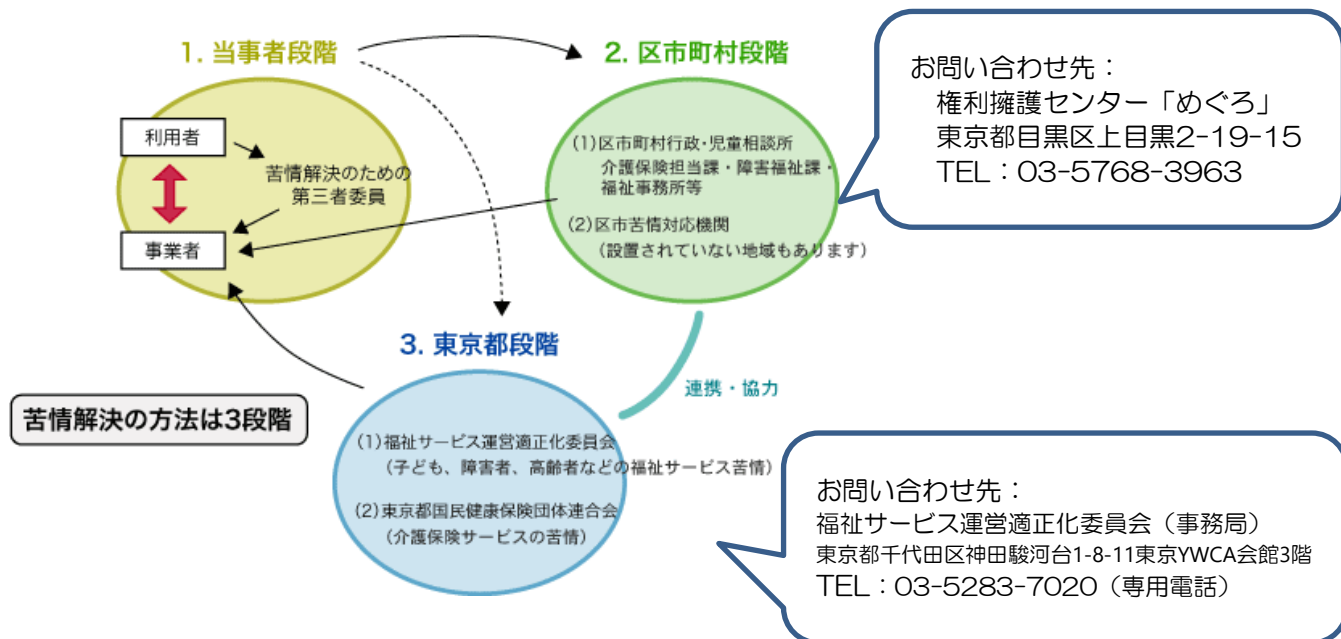 1. 当事者段階
利用者
苦情解決のための
第三者委員
事業者
2. 区市町村段階
(1)区市町村行政・児童相談所
介護保険担当課・障害福祉課・
福祉事務所等
(2)区市苦情対応機関
(設置されていない地域もあります)
お問い合わせ先：
権利擁護センター「めぐろ」
東京都目黒区上目黒2-19-15
TEL：03-5768-3963
3. 東京都段階
連携・協力
苦情解決の方法は3段階
(1)福祉サービス運営適正化委員会
(子ども、障害者、高齢者などの福祉サービス苦情)
(2)東京都国民健康保険団体連合会
(介護保険サービスの苦情)
お問い合わせ先：
福祉サービス運営適正化委員会（事務局）
東京都千代田区神田駿河台1-8-11東京YWCA会館3階
TEL：03-5283-7020（専用電話）